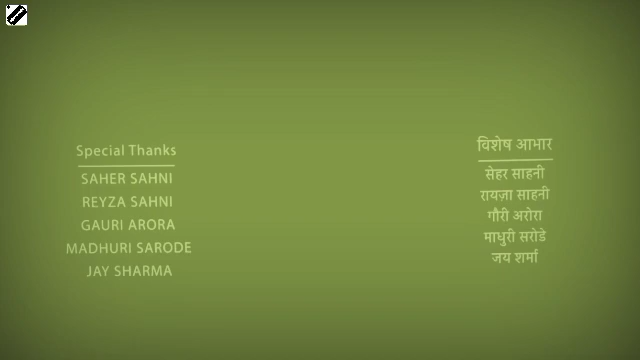 Special Thanks
SAHER SAHNI
REYZA SAHNI
GAURI ARORA
MADHURI SARODE
JAY SHARMA
विशेष आभार
सेहर साहनी
रायज़ा साहनी
गौरी अरोरा
माधुरी सरोडे
जय शर्मा